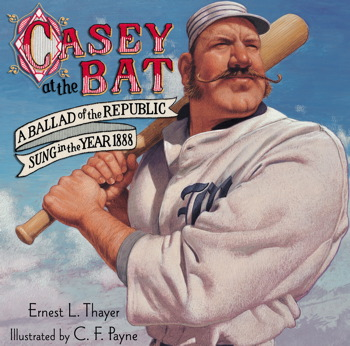 CASEY
at the
BAT
A BALLAD of the REPUBLIC
SUNG in the YEAR 1888
Ernest L. Thayer
Illustrated by C. F. Payne